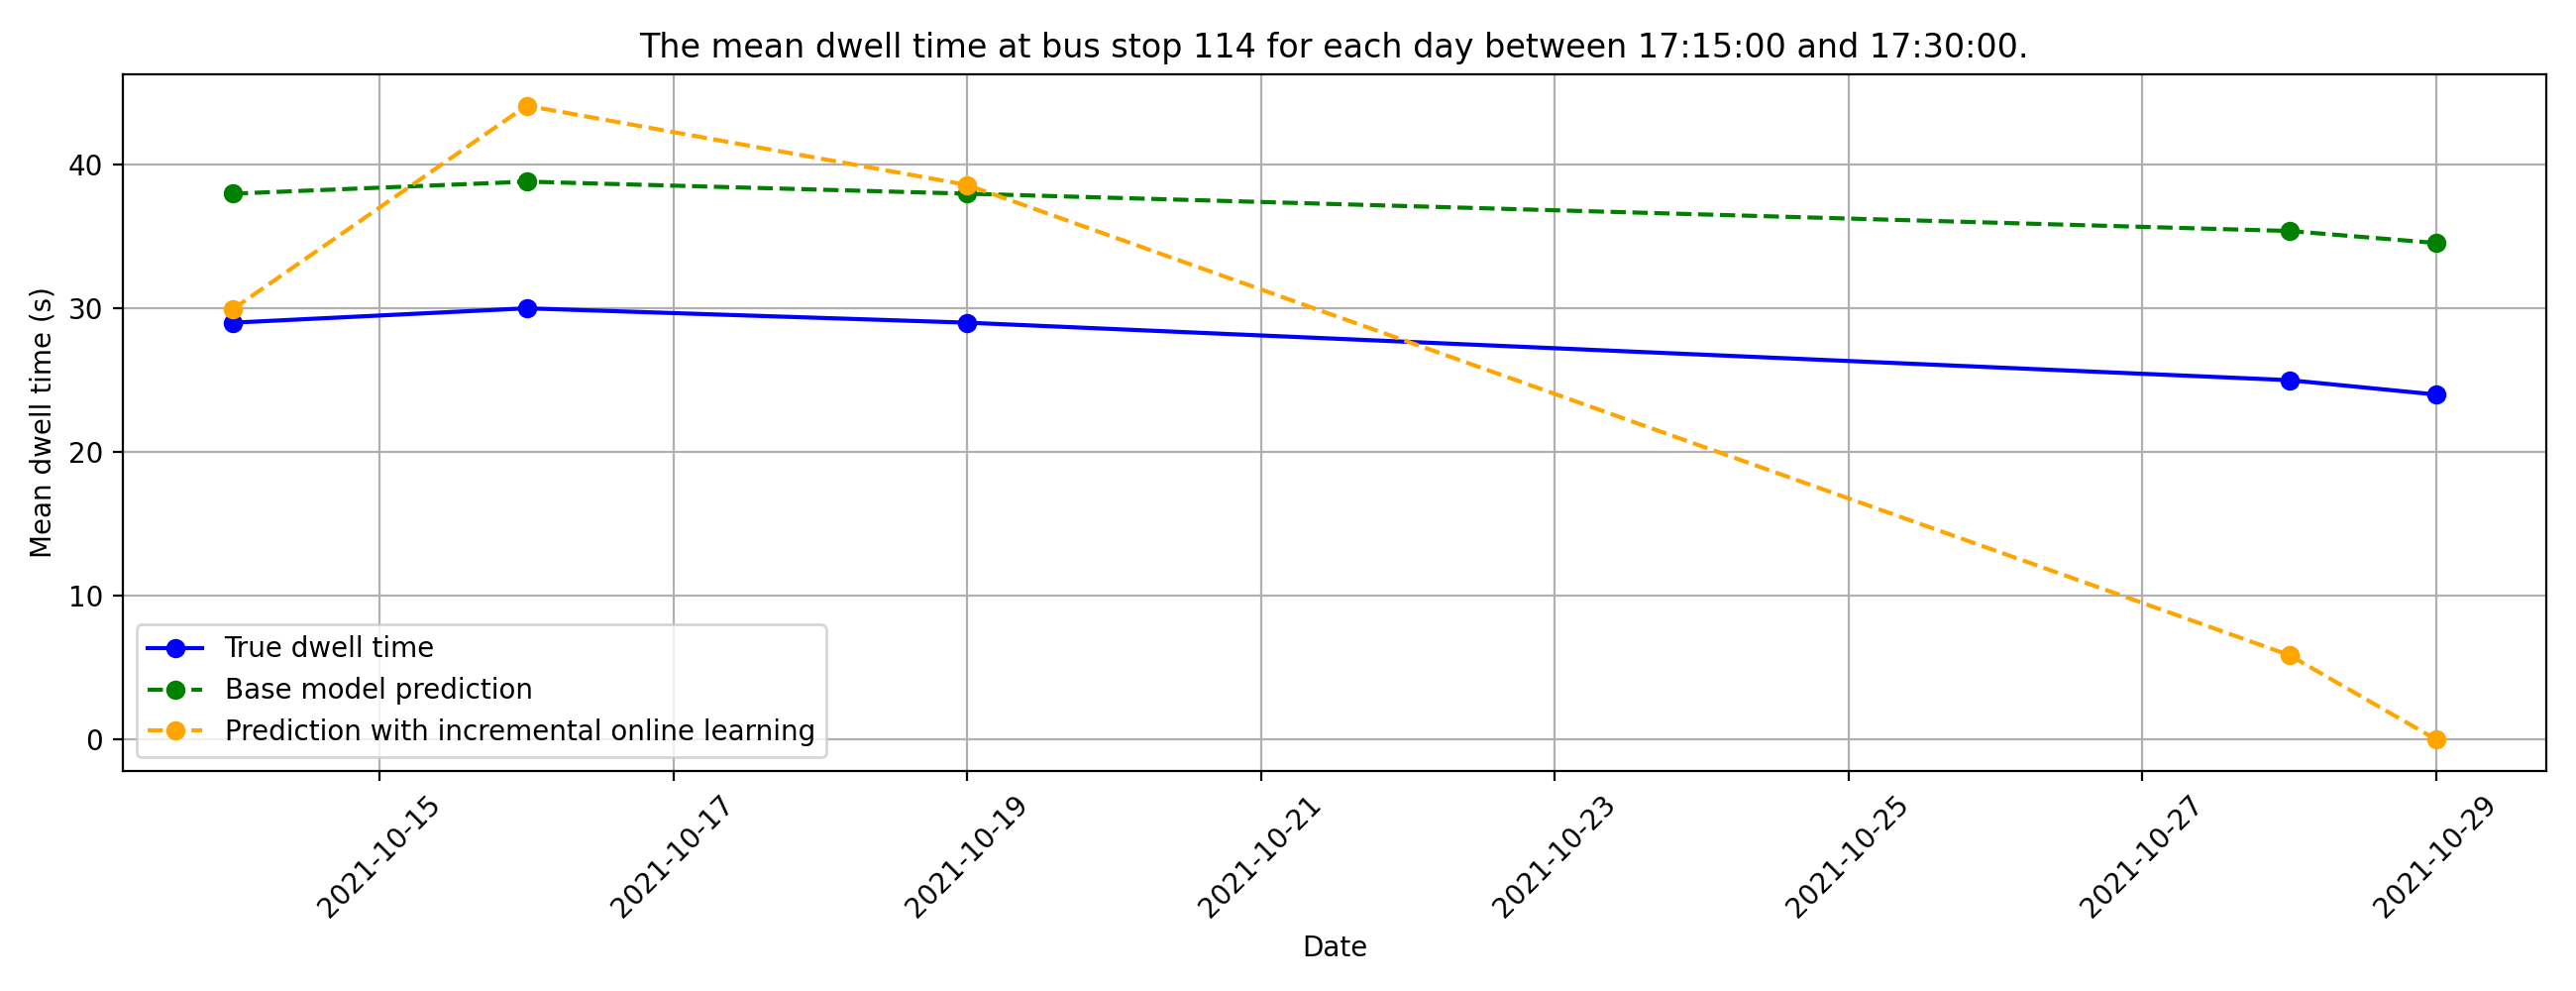 The mean dwell time at bus stop 114 for each day between 17:15:00 and 17:30:00.
Mean dwell time (s)
40
30
20
10
0
True dwell time
Base model prediction
Prediction with incremental online learning
2021-10-15
2021-10-17
2021-10-19
2021-10-21
2021-10-23
2021-10-25
2021-10-27
2021-10-29
Date